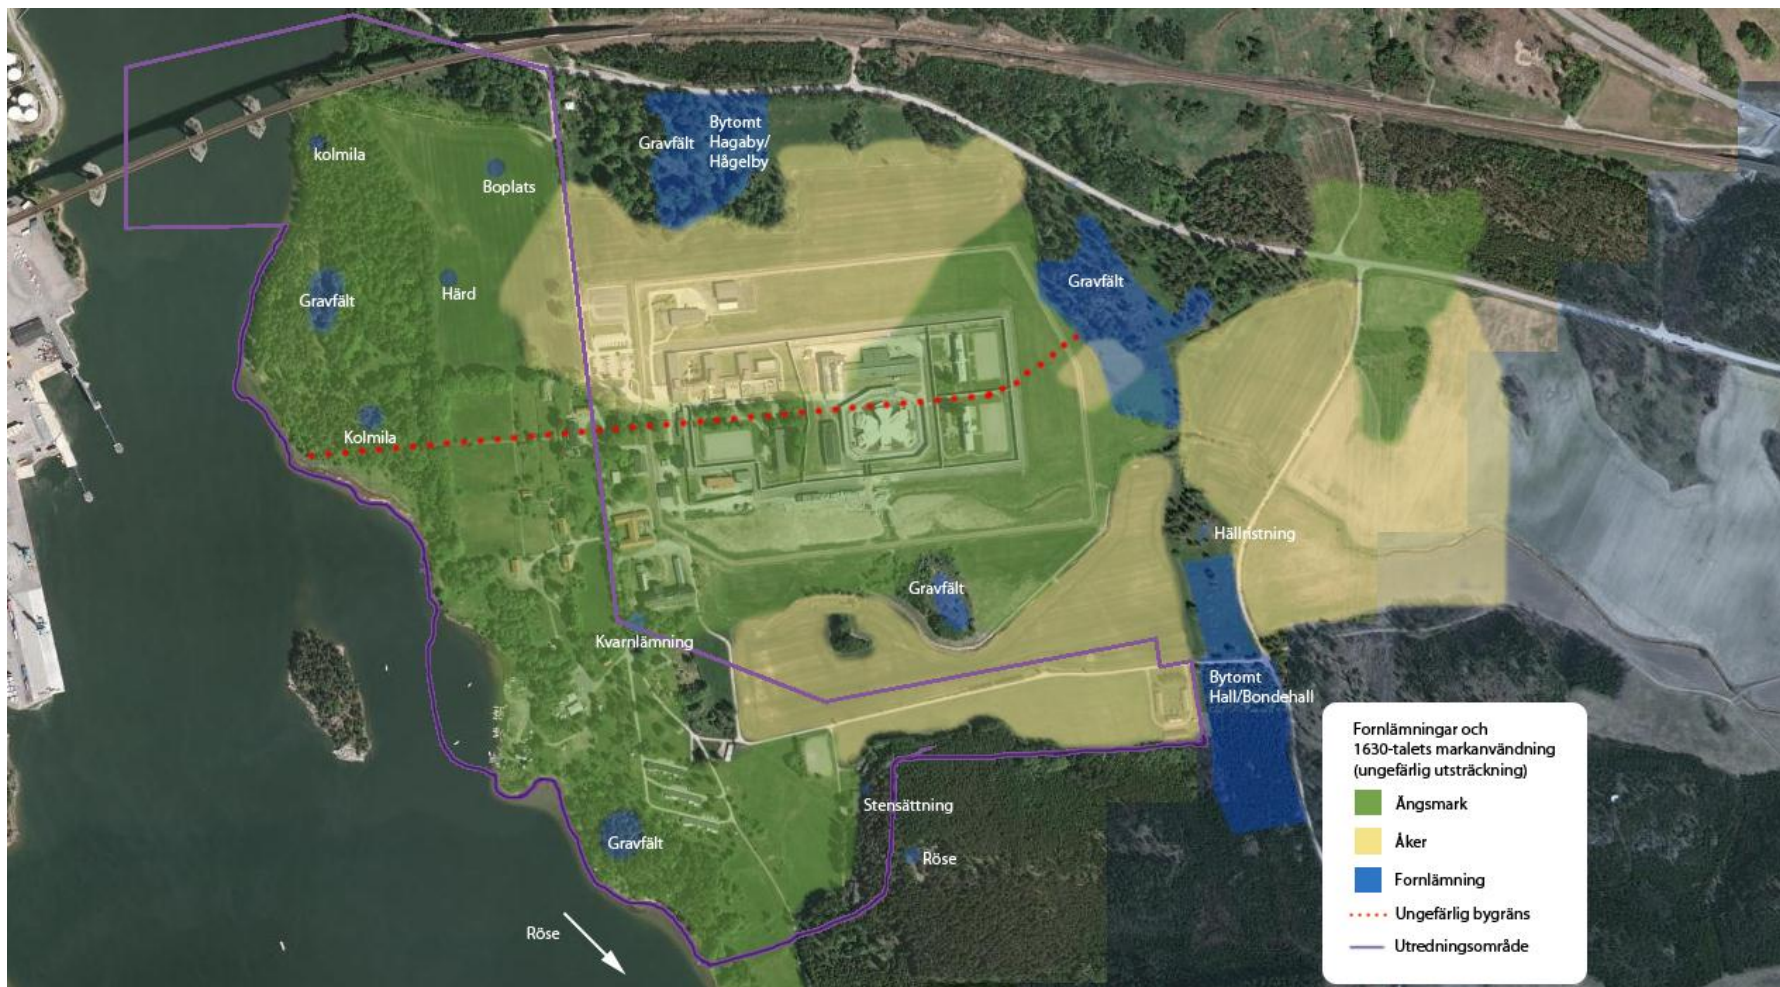 kolmila
Boplats
Gravfält
Bytomt
Hagaby/
Hågelby
Gravfält
Härd
Gravfält
Kolmila
Hällristning
Gravfält
Kvarnlämning
Bytomt
Hall/Bondehall
Stensättning
Gravfält
Röse
Röse
Fornlämningar och
1630-talets markanvändning
(ungefärlig utsträckning)
Ängsmark
Åker
Fornlämning
Ungefärlig bygräns
Utredningsområde